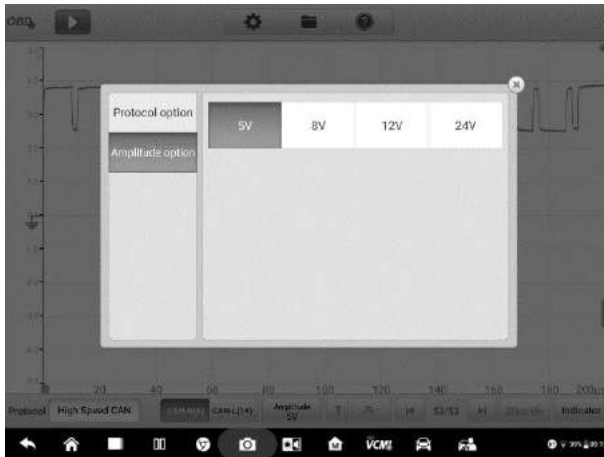 OBD
Protocol option
Amplitude option
5V
8V
12V
24V
20
40
60
80
100
120
140
160
180
200
Protocol
High Speed CAN
CAN-L(14)
Amplitude
5V
53/53
Indicator
VCMI